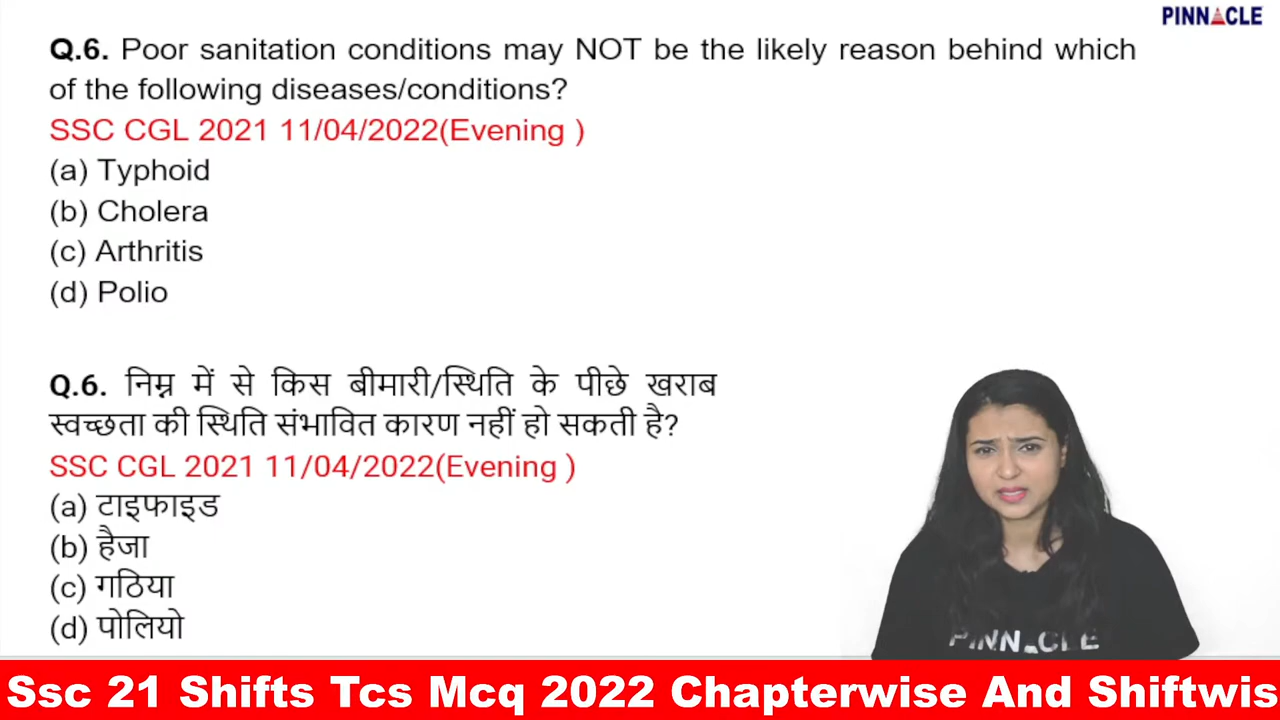 PINNACLE
Q.6. Poor sanitation conditions may NOT be the likely reason behind which
of the following diseases/conditions?
SSC CGL 2021 11/04/2022(Evening )
(a) Typhoid
(b) Cholera
(c) Arthritis
(d) Polio
Q.6. निम्न में से किस बीमारी/स्थिति के पीछे खराब
स्वच्छता की स्थिति संभावित कारण नहीं हो सकती है?
SSC CGL 2021 11/04/2022(Evening )
(a) टाइफाइड
(b) हैजा
(c) गठिया
(d) पोलियो
PINNACLE
Ssc 21 Shifts Tcs Mcq 2022 Chapterwise And Shiftwis